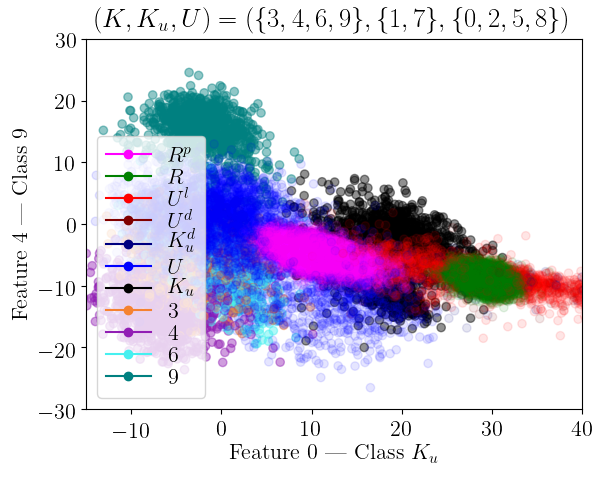 (K, K_u, U) = ({3, 4, 6, 9}, {1, 7}, {0, 2, 5, 8})
30
20
10
0
−10
−20
−30
Feature 4 — Class 9
R^p
R
U^l
U^d
K_u^d
U
K_u
3
4
6
9
−10 0 10 20 30 40
Feature 0 — Class K_u